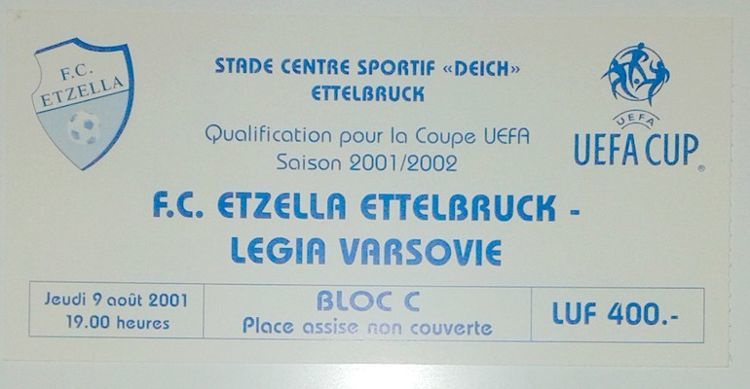 F.C.
ETZELLA
STADE CENTRE SPORTIF «DEICH»
ETTELBRUCK
Qualification pour la Coupe UEFA
Saison 2001/2002
UEFA
UEFA CUP®
F.C. ETZELLA ETTELBRUCK -
LEGIA VARSOVIE
Jeudi 9 août 2001
19.00 heures
BLOC C
Place assise non couverte
LUF 400.-